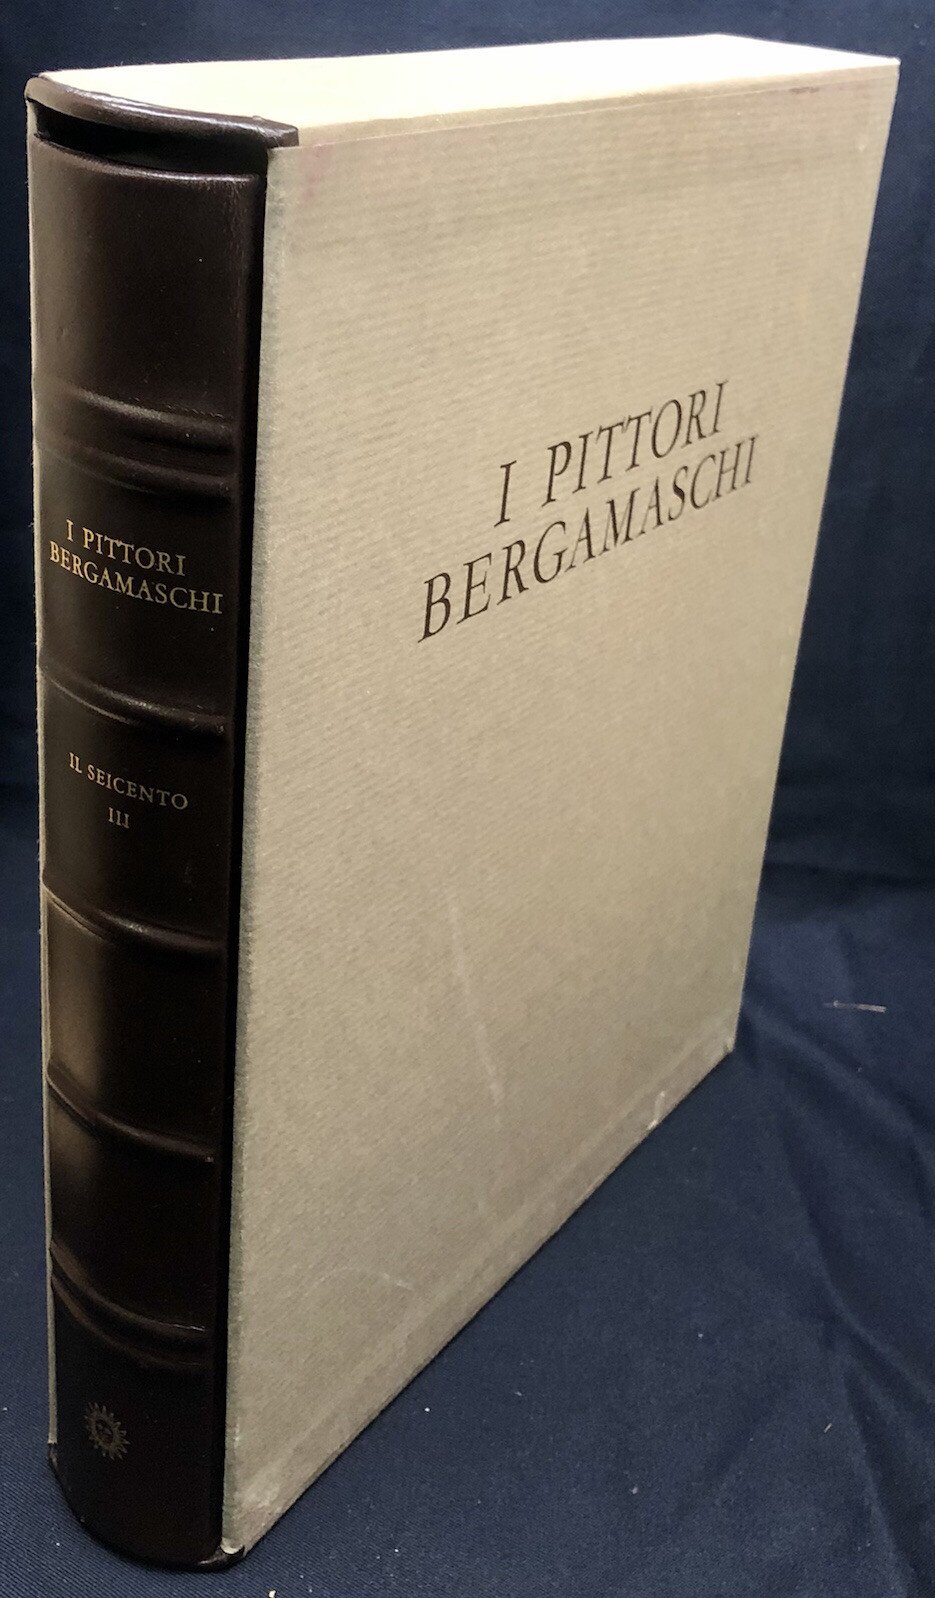 I PITTORI
BERGAMASCHI
IL SEICENTO
III
I PITTORI
BERGAMASCHI